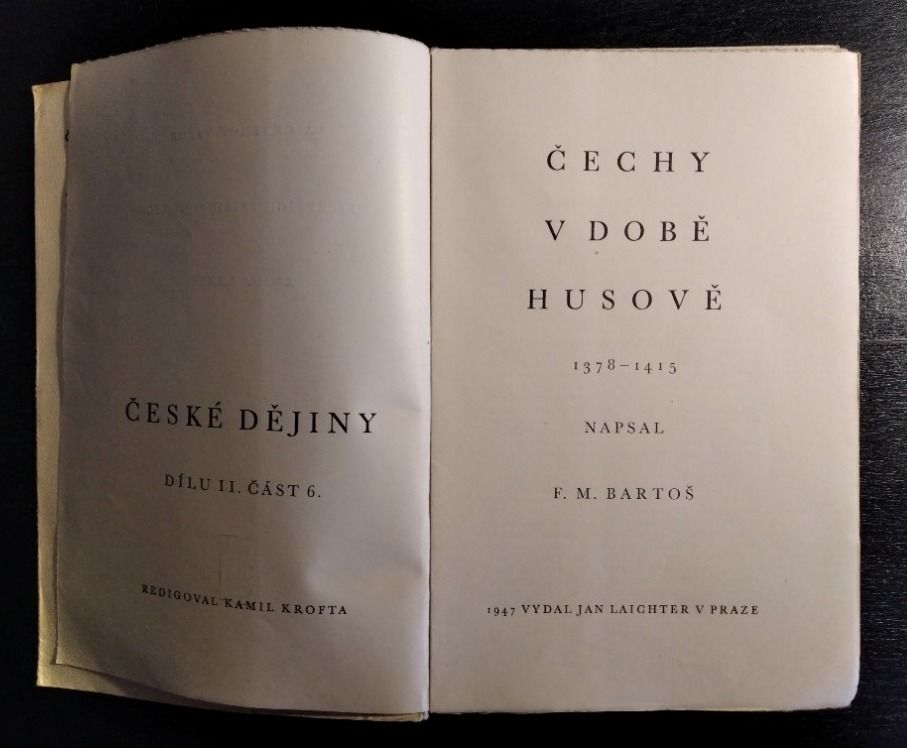 ČESKÉ DĚJINY
DÍLU II. ČÁST 6.
REDIGOVAL KAMIL KROFTA
ČECHY
V DOBĚ
HUSOVĚ
1378–1415
NAPSAL
F. M. BARTOŠ
1947 VYDAL JAN LAICHTER V PRAZE